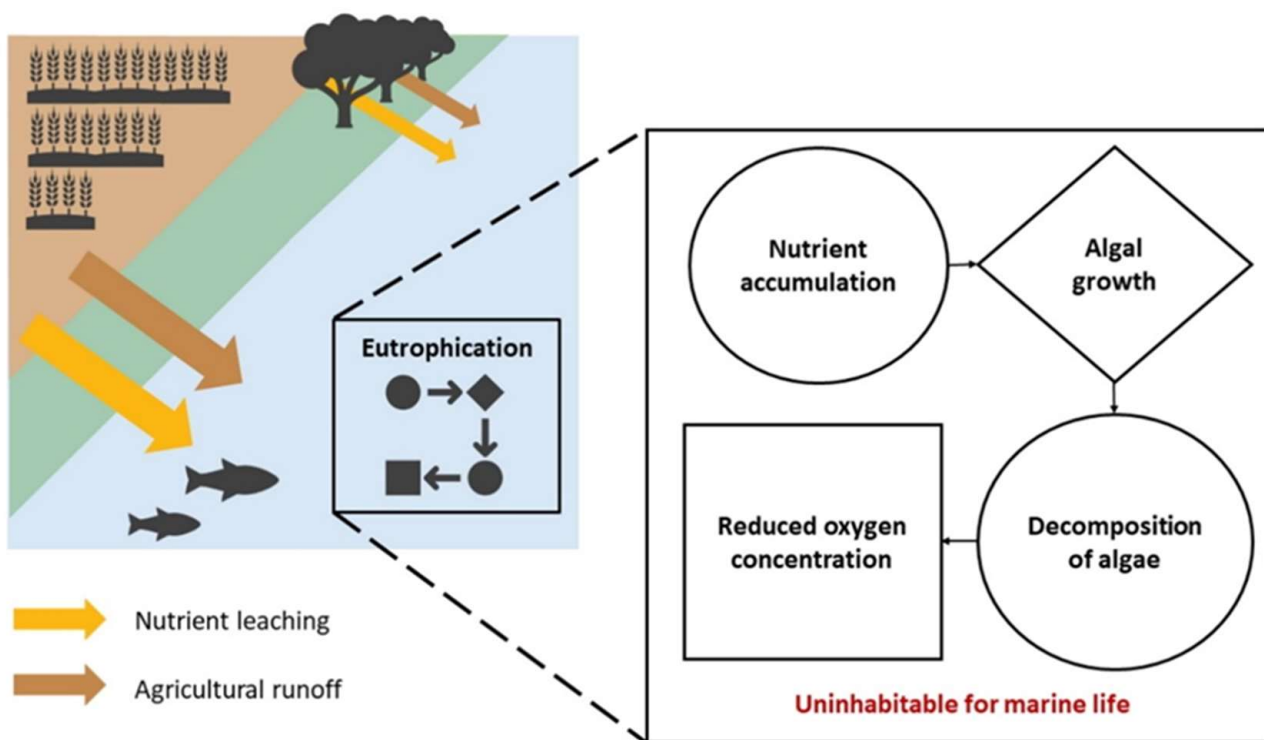 Eutrophication
Nutrient leaching
Agricultural runoff
Nutrient
accumulation
Algal
growth
Decomposition
of algae
Reduced oxygen
concentration
Uninhabitable for marine life